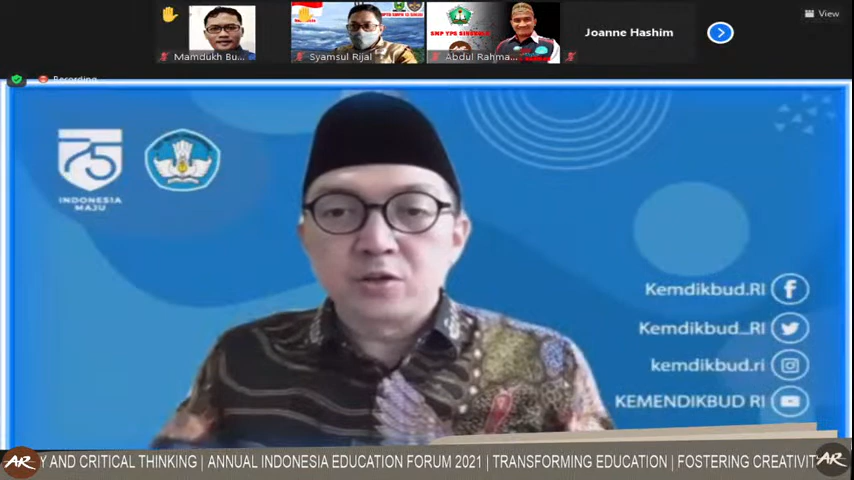 View
Mamdukh Bu...
Syamsul Rijal
SMP YPS SINGKOLE
Abdul Rahma...
Joanne Hashim
Recording
75
INDONESIA
MAJU
Kemdikbud.RI
Kemdikbud_RI
kemdikbud.ri
KEMENDIKBUD RI
AR
Y AND CRITICAL THINKING | ANNUAL INDONESIA EDUCATION FORUM 2021 | TRANSFORMING EDUCATION | FOSTERING CREATIVIT
AR